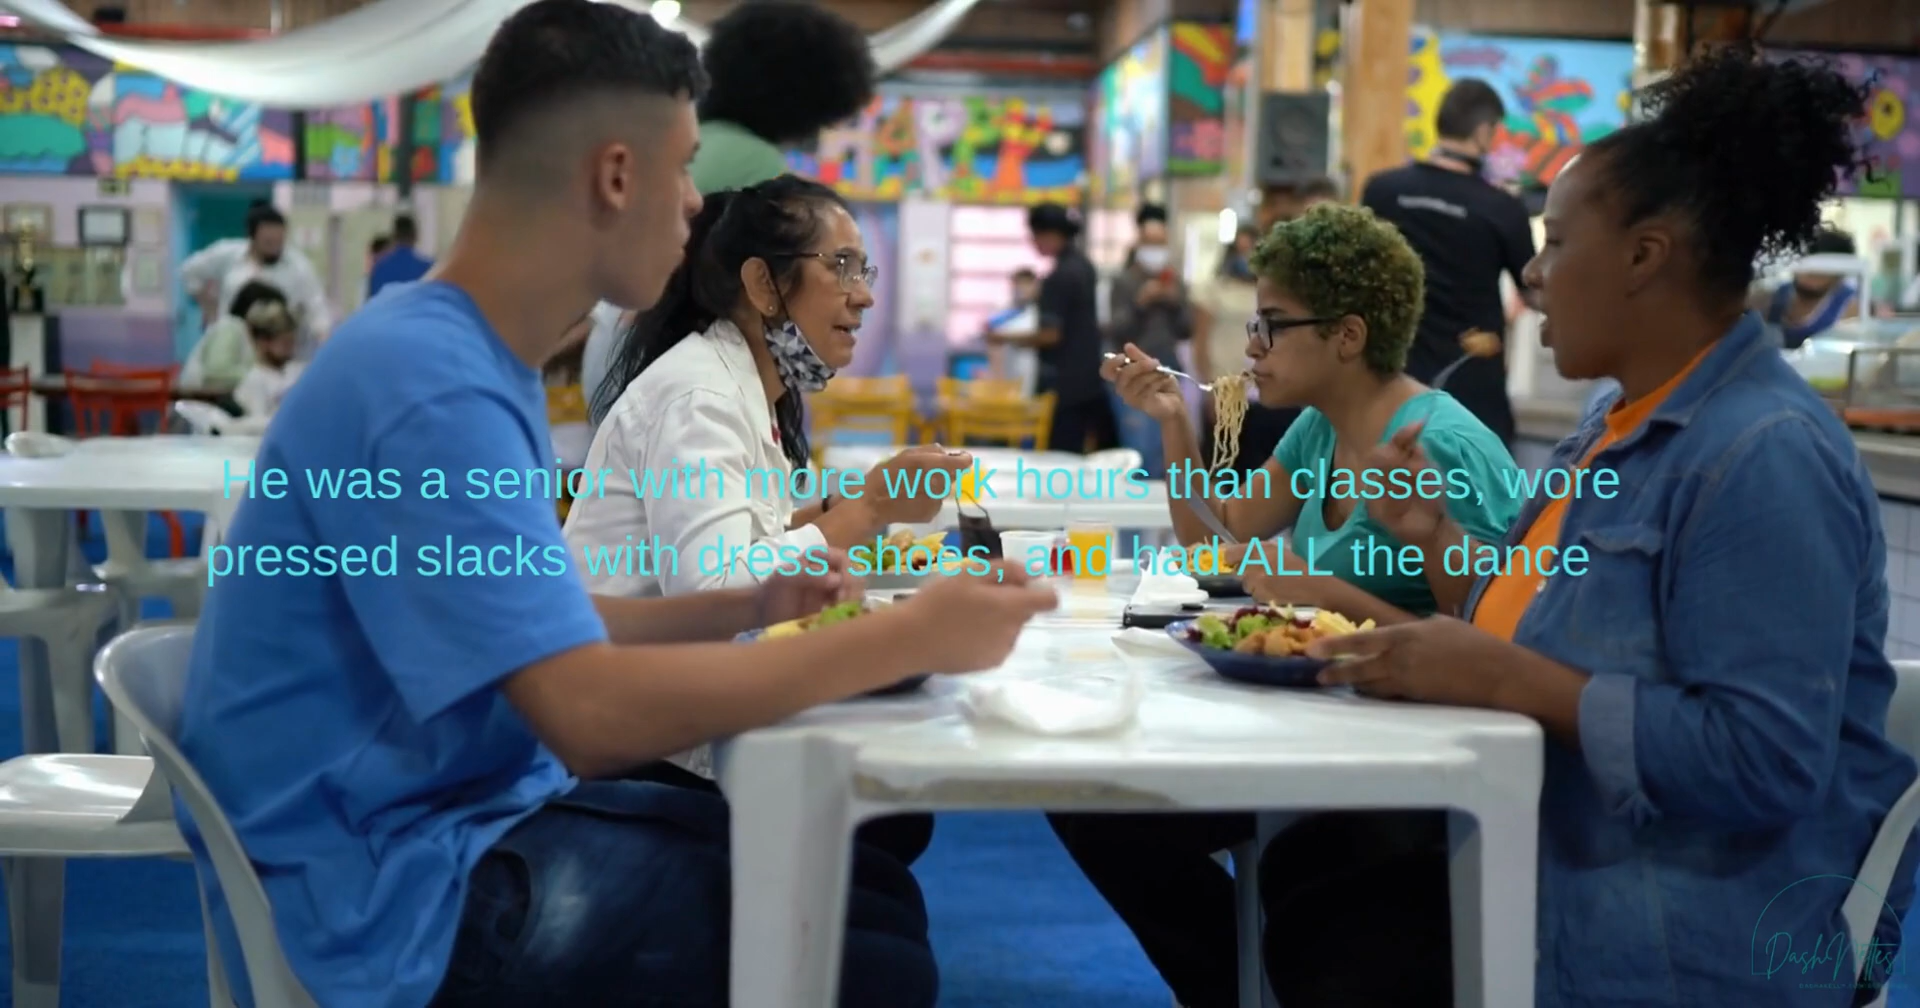 He was a senior with more work hours than classes, wore
pressed slacks with dress shoes, and had ALL the dance
DashNottes